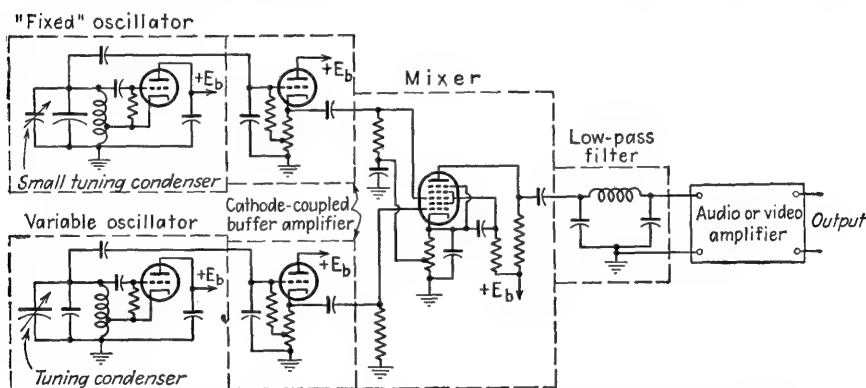 "Fixed" oscillator
+Eb
+Eb
Mixer
Small tuning condenser
Low-pass
filter
Variable oscillator
Cathode-coupled
buffer amplifier
Audio or video
amplifier
Output
+Eb
+Eb
+Eb
Tuning condenser